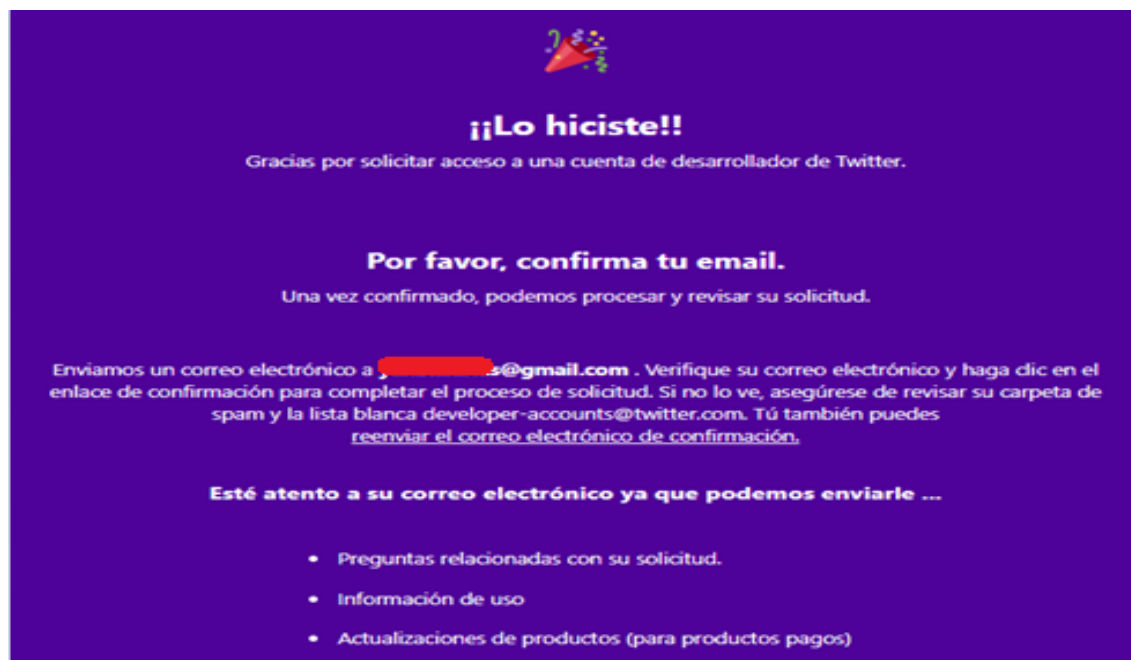 ¡¡Lo hiciste!!
Gracias por solicitar acceso a una cuenta de desarrollador de Twitter.
Por favor, confirma tu email.
Una vez confirmado, podemos procesar y revisar su solicitud.
Enviamos un correo electrónico a s@gmail.com . Verifique su correo electrónico y haga clic en el
enlace de confirmación para completar el proceso de solicitud. Si no lo ve, asegúrese de revisar su carpeta de
spam y la lista blanca developer-accounts@twitter.com. Tú también puedes
reenviar el correo electrónico de confirmación.
Esté atento a su correo electrónico ya que podemos enviarle ...
• Preguntas relacionadas con su solicitud.
• Información de uso
• Actualizaciones de productos (para productos pagos)